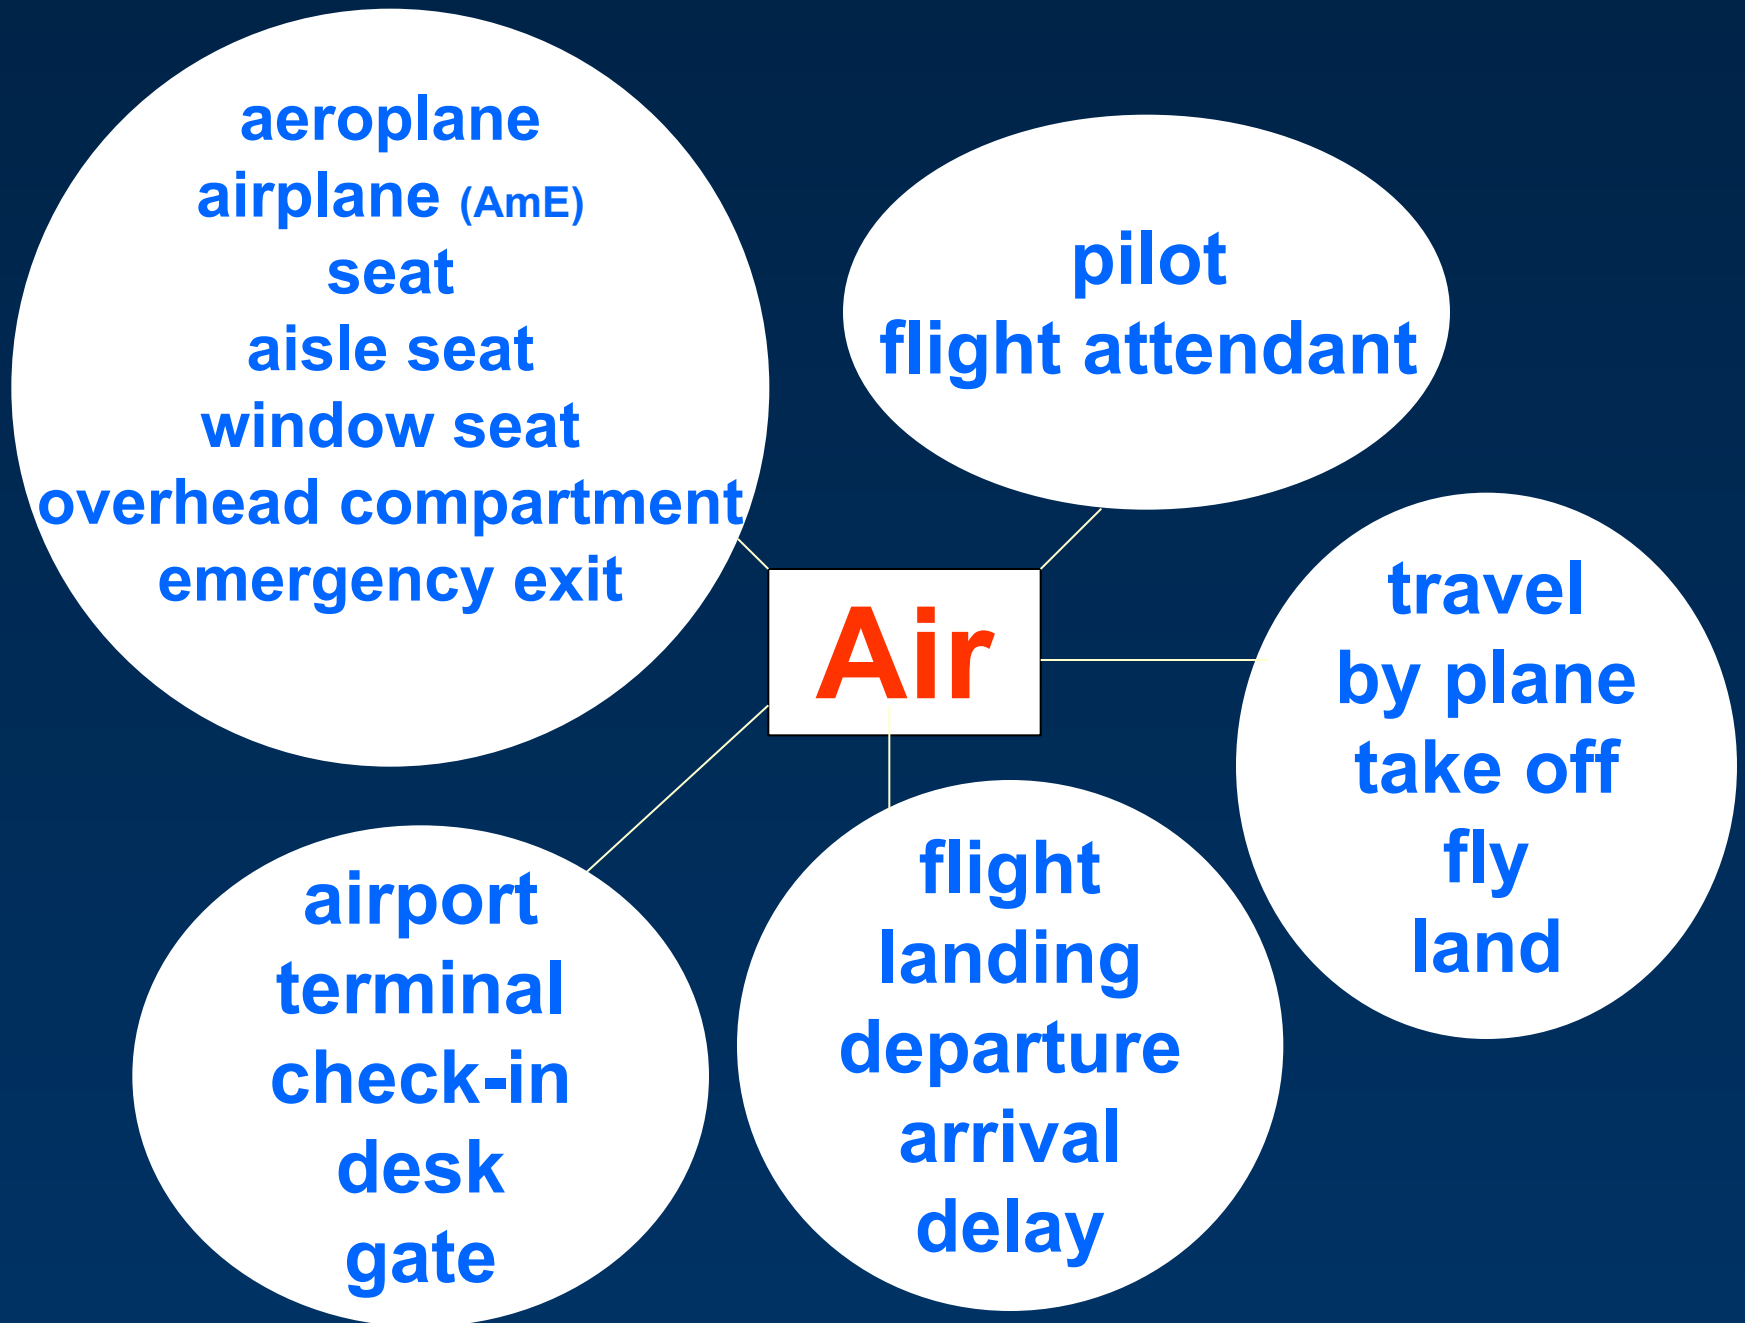 aeroplane
airplane (AmE)
seat
aisle seat
window seat
overhead compartment
emergency exit
pilot
flight attendant
Air
travel
by plane
take off
fly
land
airport
terminal
check-in
desk
gate
flight
landing
departure
arrival
delay